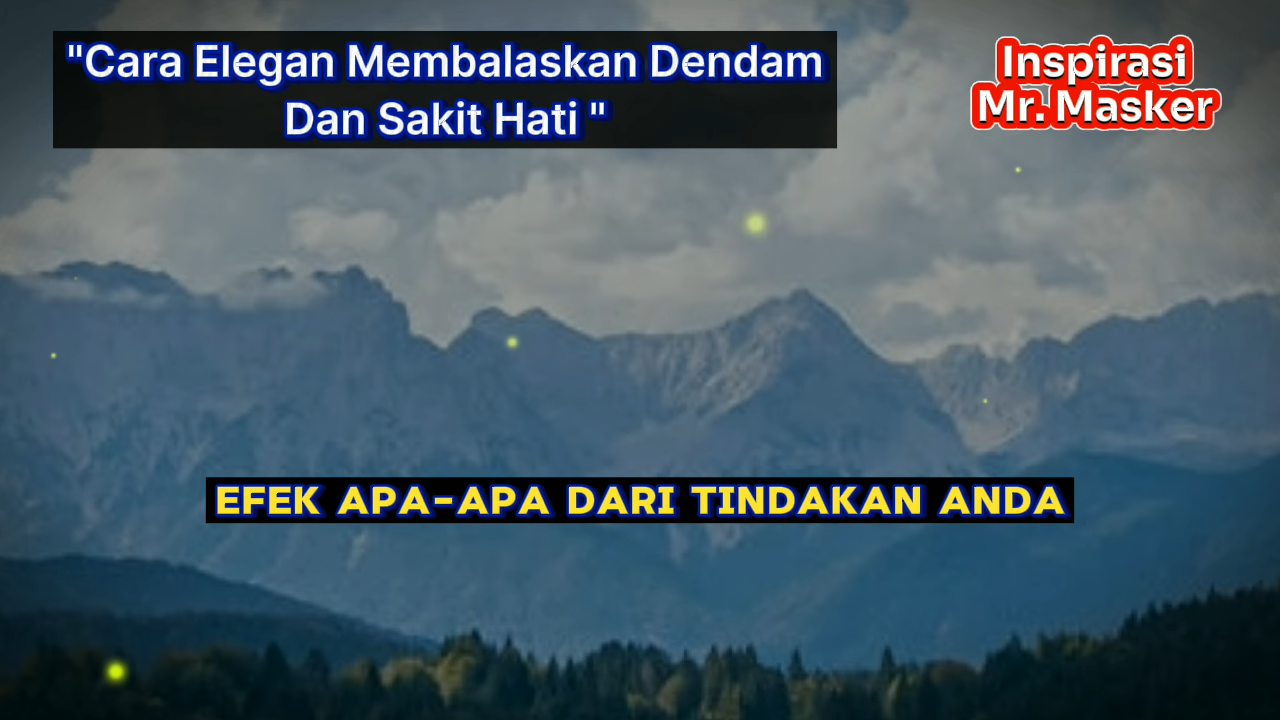 "Cara Elegan Membalaskan Dendam
Dan Sakit Hati "
Inspirasi
Mr. Masker
EFEK APA-APA DARI TINDAKAN ANDA